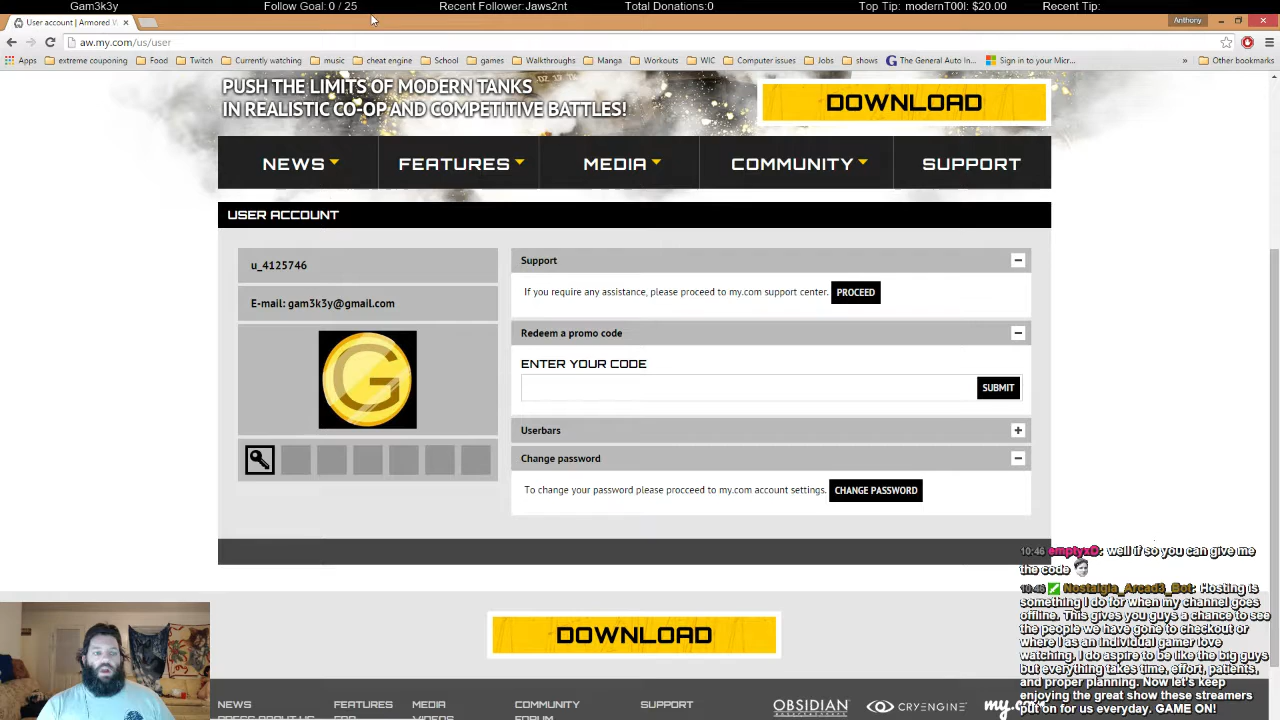 Gam3k3y Follow Goal: 0 / 25 Recent Follower:Jaws2nt Total Donations:0 Top Tip: modernT00l: $20.00 Recent Tip:
User account | Armored W
Anthony
aw.my.com/us/user
Apps extreme couponing Food Twitch Currently watching music cheat engine School games Walkthroughs Manga Workouts WIC Computer issues Jobs shows The General Auto In... Sign in to your Micr... » Other bookmarks
PUSH THE LIMITS OF MODERN TANKS
IN REALISTIC CO-OP AND COMPETITIVE BATTLES!
DOWNLOAD
NEWS FEATURES MEDIA COMMUNITY SUPPORT
USER ACCOUNT
u_4125746
E-mail: gam3k3y@gmail.com
G
Support
If you require any assistance, please proceed to my.com support center. PROCEED
Redeem a promo code
ENTER YOUR CODE
SUBMIT
Userbars
Change password
To change your password please procceed to my.com account settings. CHANGE PASSWORD
10:46 emptyxD: well if so you can give me
the code
10:46 Nostalgia_Arcad3_Bot: Hosting is
something I do for when my channel goes
offline. This gives you guys a chance to see
the people we have gone to checkout or
where I as an individual gamer love
watching. I do aspire to be like the big guys
but everything takes time, effort, patients,
and proper planning. Now let's keep
enjoying the great show these streamers
put on for us everyday. GAME ON!
DOWNLOAD
NEWS FEATURES MEDIA COMMUNITY SUPPORT
PRESS ABOUT US FAQ VIDEOS FORUM
OBSIDIAN CRYENGINE my.